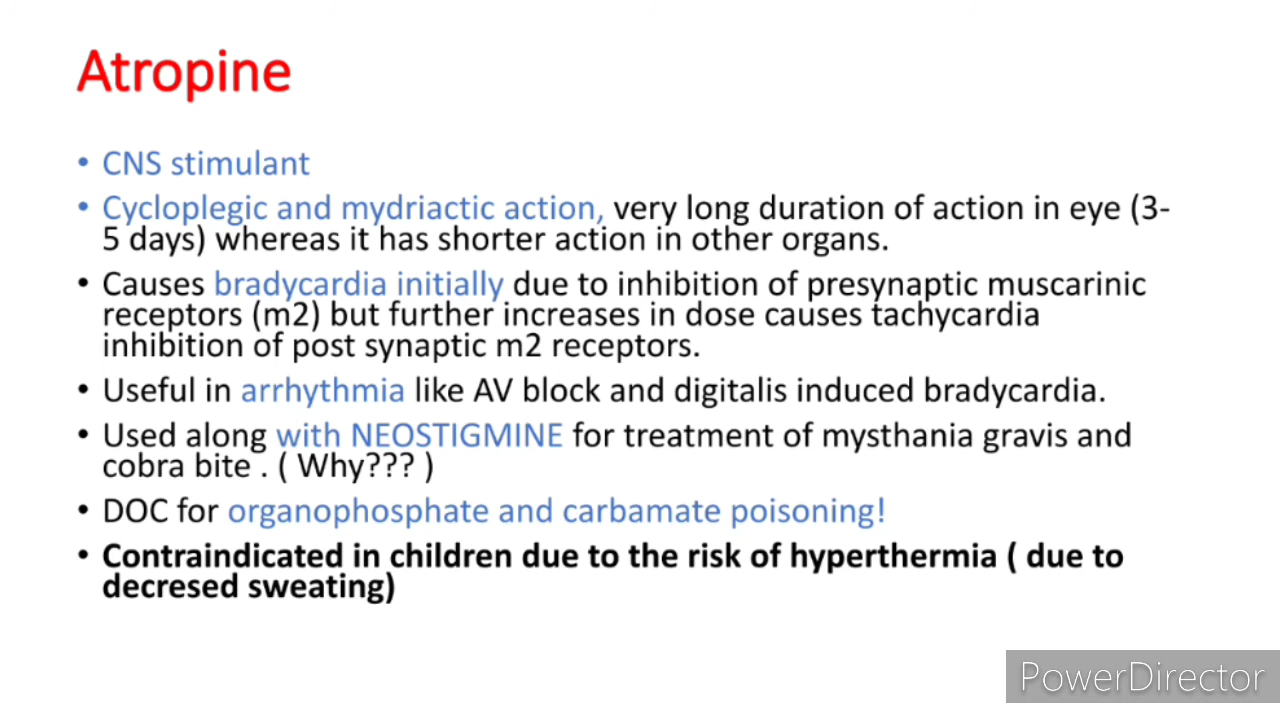 Atropine
• CNS stimulant
• Cycloplegic and mydriactic action, very long duration of action in eye (3-
5 days) whereas it has shorter action in other organs.
• Causes bradycardia initially due to inhibition of presynaptic muscarinic
receptors (m2) but further increases in dose causes tachycardia
inhibition of post synaptic m2 receptors.
• Useful in arrhythmia like AV block and digitalis induced bradycardia.
• Used along with NEOSTIGMINE for treatment of mysthania gravis and
cobra bite . ( Why??? )
• DOC for organophosphate and carbamate poisoning!
• Contraindicated in children due to the risk of hyperthermia ( due to
decresed sweating)
PowerDirector